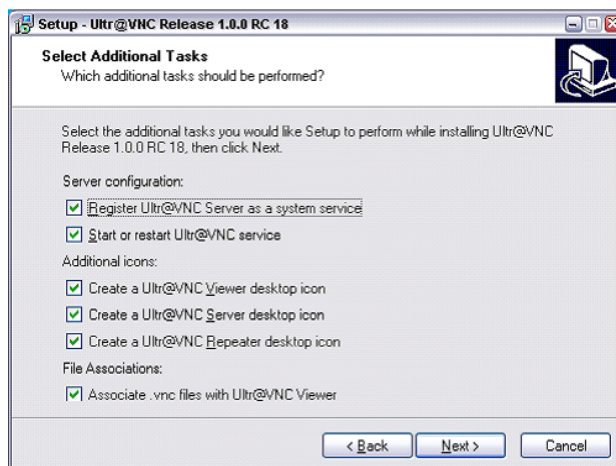 Setup - Ultr@VNC Release 1.0.0 RC 18
Select Additional Tasks
Which additional tasks should be performed?
Select the additional tasks you would like Setup to perform while installing Ultr@VNC
Release 1.0.0 RC 18, then click Next.
Server configuration:
Register Ultr@VNC Server as a system service
Start or restart Ultr@VNC service
Additional icons:
Create a Ultr@VNC Viewer desktop icon
Create a Ultr@VNC Server desktop icon
Create a Ultr@VNC Repeater desktop icon
File Associations:
Associate .vnc files with Ultr@VNC Viewer
< Back Next > Cancel